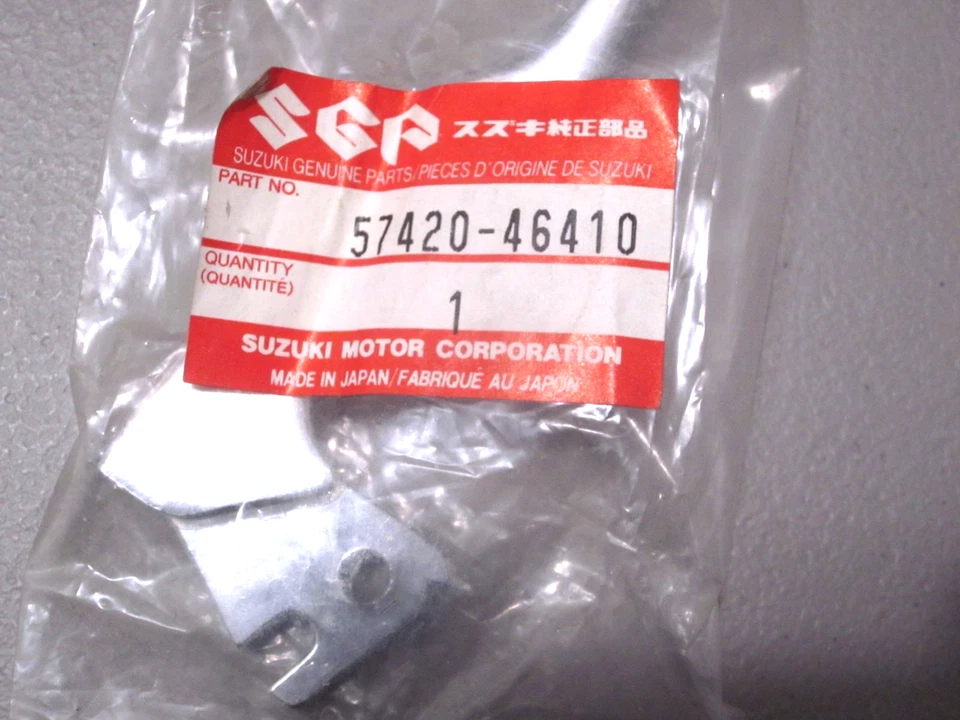 SGP スズキ純正部品
SUZUKI GENUINE PARTS/PIECES D'ORIGINE DE SUZUKI
PART NO.
57420-46410
QUANTITY
(QUANTITÉ)
1
SUZUKI MOTOR CORPORATION
MADE IN JAPAN/FABRIQUÉ AU JAPON